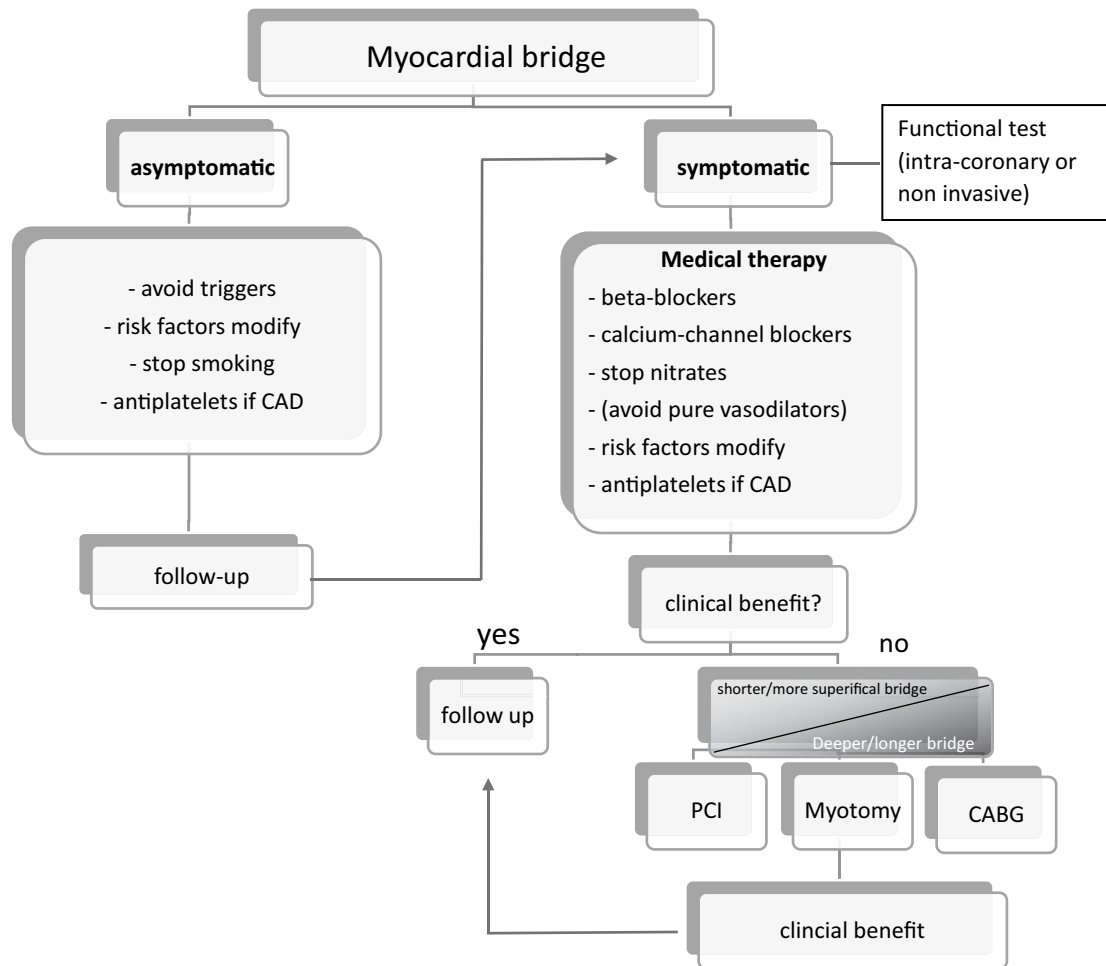 Myocardial bridge
asymptomatic
symptomatic
Functional test
(intra-coronary or
non invasive)
- avoid triggers
- risk factors modify
- stop smoking
- antiplatelets if CAD
Medical therapy
- beta-blockers
- calcium-channel blockers
- stop nitrates
- (avoid pure vasodilators)
- risk factors modify
- antiplatelets if CAD
follow-up
clinical benefit?
yes
no
follow up
shorter/more superifical bridge
Deeper/longer bridge
PCI
Myotomy
CABG
clincial benefit